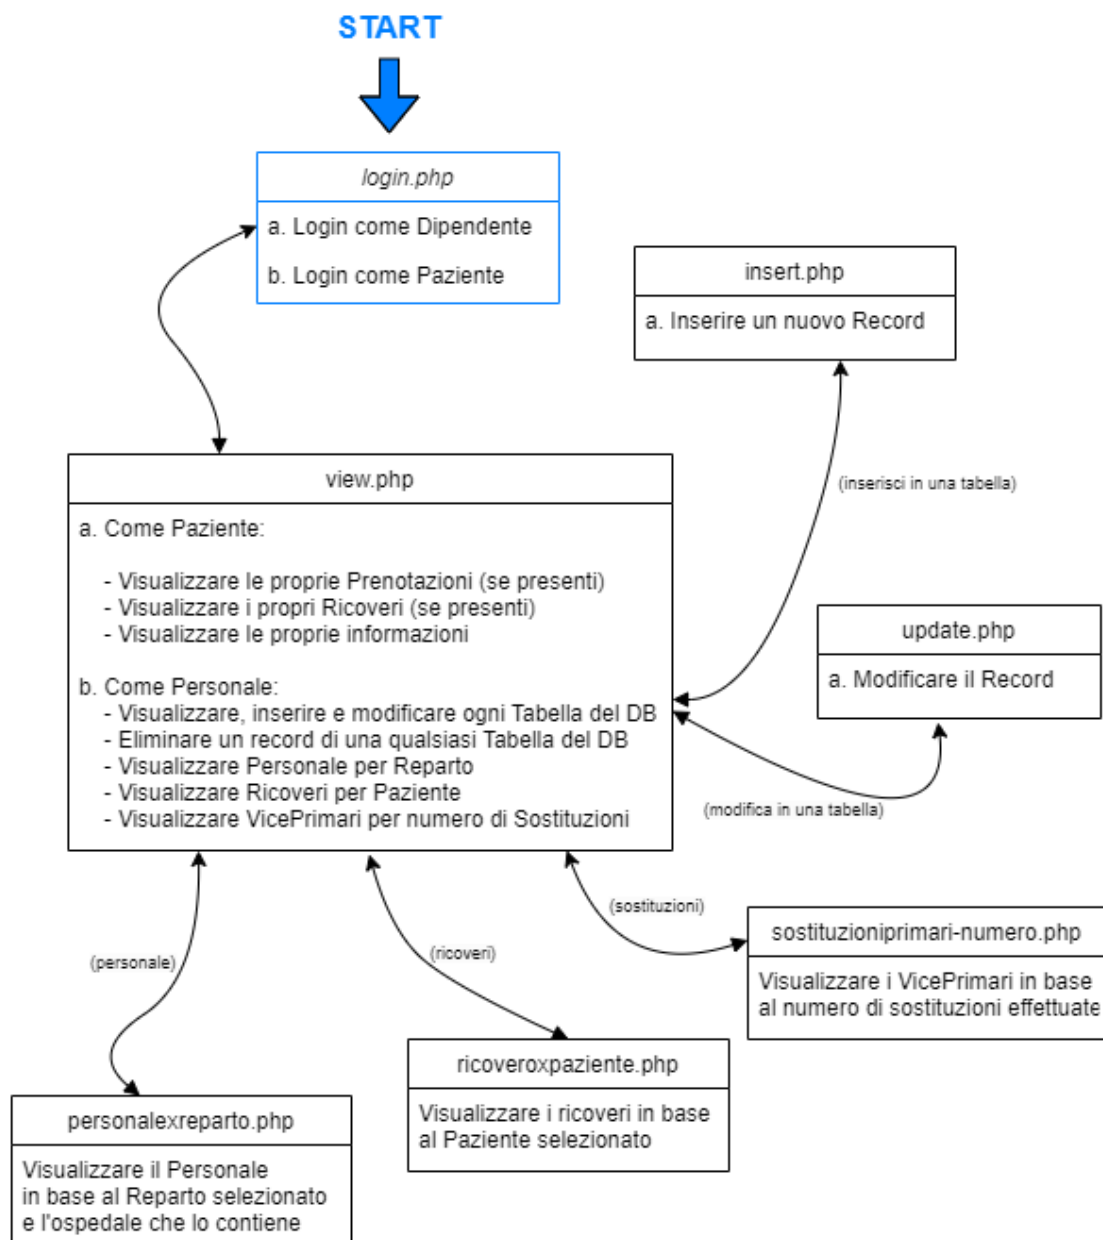 START
login.php
a. Login come Dipendente
b. Login come Paziente
insert.php
a. Inserire un nuovo Record
(inserisci in una tabella)
view.php
a. Come Paziente:
- Visualizzare le proprie Prenotazioni (se presenti)
- Visualizzare i propri Ricoveri (se presenti)
- Visualizzare le proprie informazioni
b. Come Personale:
- Visualizzare, inserire e modificare ogni Tabella del DB
- Eliminare un record di una qualsiasi Tabella del DB
- Visualizzare Personale per Reparto
- Visualizzare Ricoveri per Paziente
- Visualizzare VicePrimari per numero di Sostituzioni
update.php
a. Modificare il Record
(modifica in una tabella)
(sostituzioni)
sostituzioniprimari-numero.php
Visualizzare i VicePrimari in base
al numero di sostituzioni effettuate
(ricoveri)
ricoveroxpaziente.php
Visualizzare i ricoveri in base
al Paziente selezionato
(personale)
personalexreparto.php
Visualizzare il Personale
in base al Reparto selezionato
e l'ospedale che lo contiene